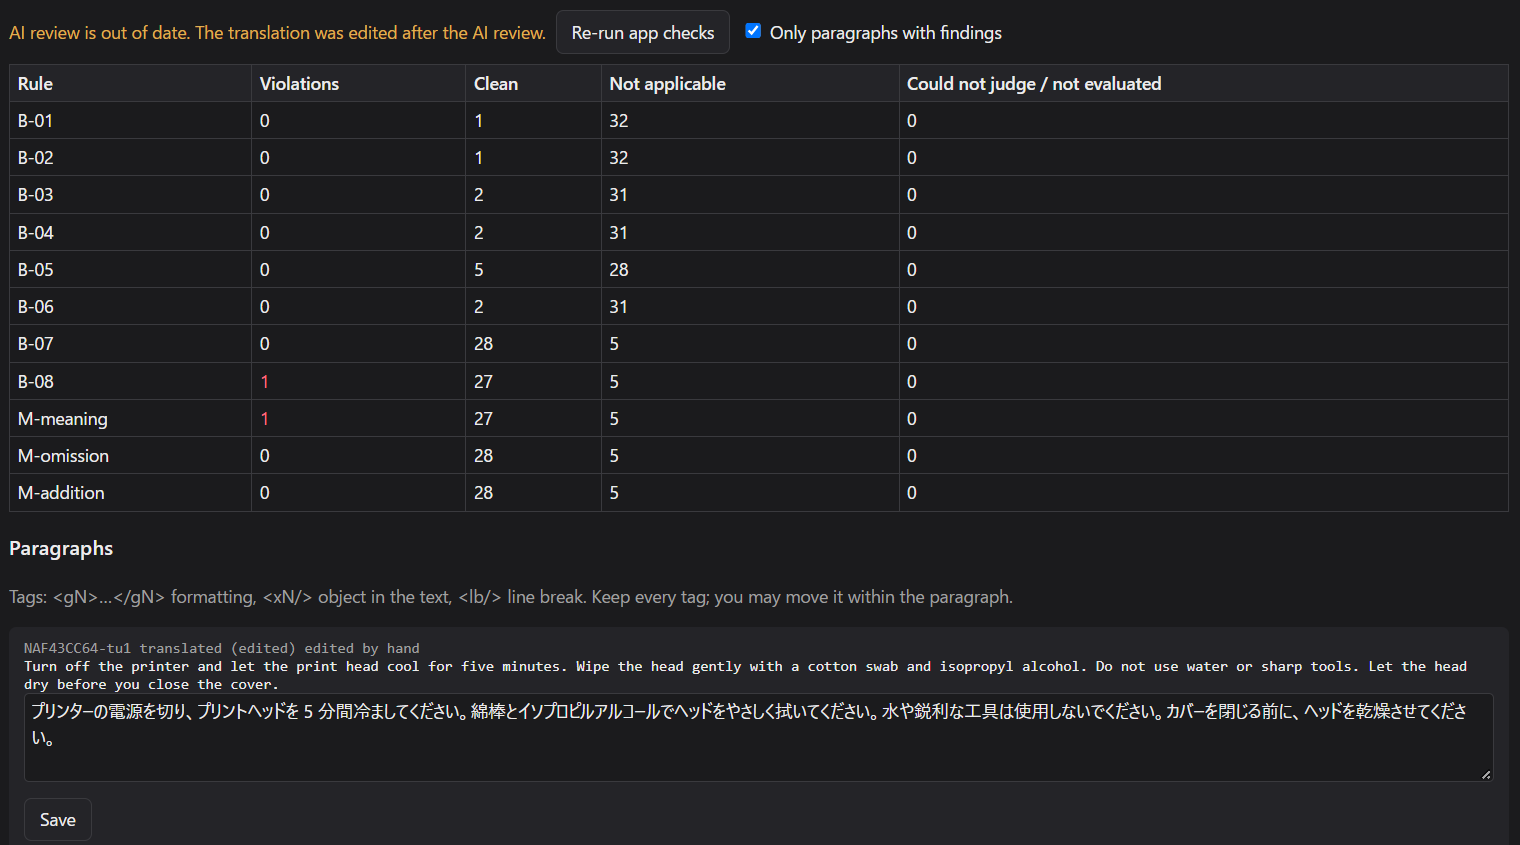 AI review is out of date. The translation was edited after the AI review. Re-run app checks Only paragraphs with findings
Rule Violations Clean Not applicable Could not judge / not evaluated
B-01 0 1 32 0
B-02 0 1 32 0
B-03 0 2 31 0
B-04 0 2 31 0
B-05 0 5 28 0
B-06 0 2 31 0
B-07 0 28 5 0
B-08 1 27 5 0
M-meaning 1 27 5 0
M-omission 0 28 5 0
M-addition 0 28 5 0
Paragraphs
Tags: <gN>...</gN> formatting, <xN/> object in the text, <lb/> line break. Keep every tag; you may move it within the paragraph.
NAF43CC64-tu1 translated (edited) edited by hand
Turn off the printer and let the print head cool for five minutes. Wipe the head gently with a cotton swab and isopropyl alcohol. Do not use water or sharp tools. Let the head
dry before you close the cover.
プリンターの電源を切り、プリントヘッドを 5 分間冷ましてください。綿棒とイソプロピルアルコールでヘッドをやさしく拭いてください。水や鋭利な工具は使用しないでください。カバーを閉じる前に、ヘッドを乾燥させてくださ
い。
Save